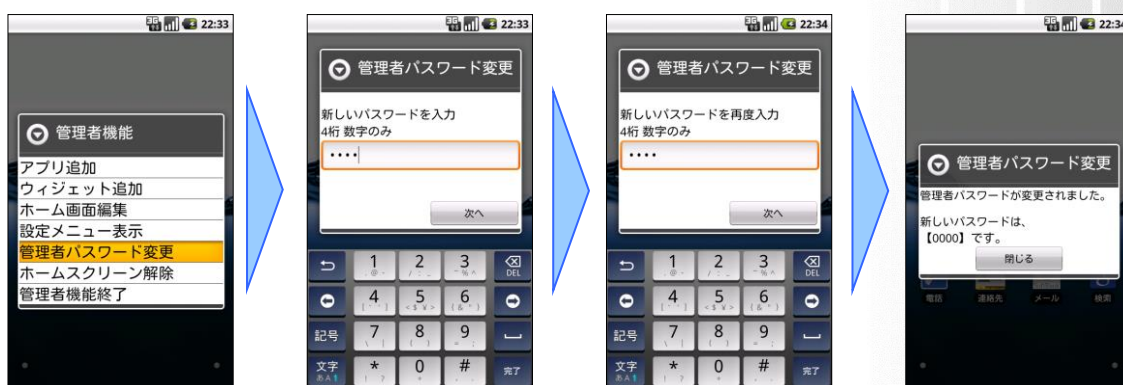 22:33
管理者機能
アプリ追加
ウィジェット追加
ホーム画面編集
設定メニュー表示
管理者パスワード変更
ホームスクリーン解除
管理者機能終了
22:33
管理者パスワード変更
新しいパスワードを入力
4桁 数字のみ
····
次へ
1 2 3 DEL
4 5 6
記号 7 8 9
文字 * 0 # 完了
あA1
22:34
管理者パスワード変更
新しいパスワードを再度入力
4桁 数字のみ
····
次へ
1 2 3 DEL
4 5 6
記号 7 8 9
文字 * 0 # 完了
あA1
22:34
管理者パスワード変更
管理者パスワードが変更されました。
新しいパスワードは、
【0000】です。
閉じる
電話 連絡先 メール 検索